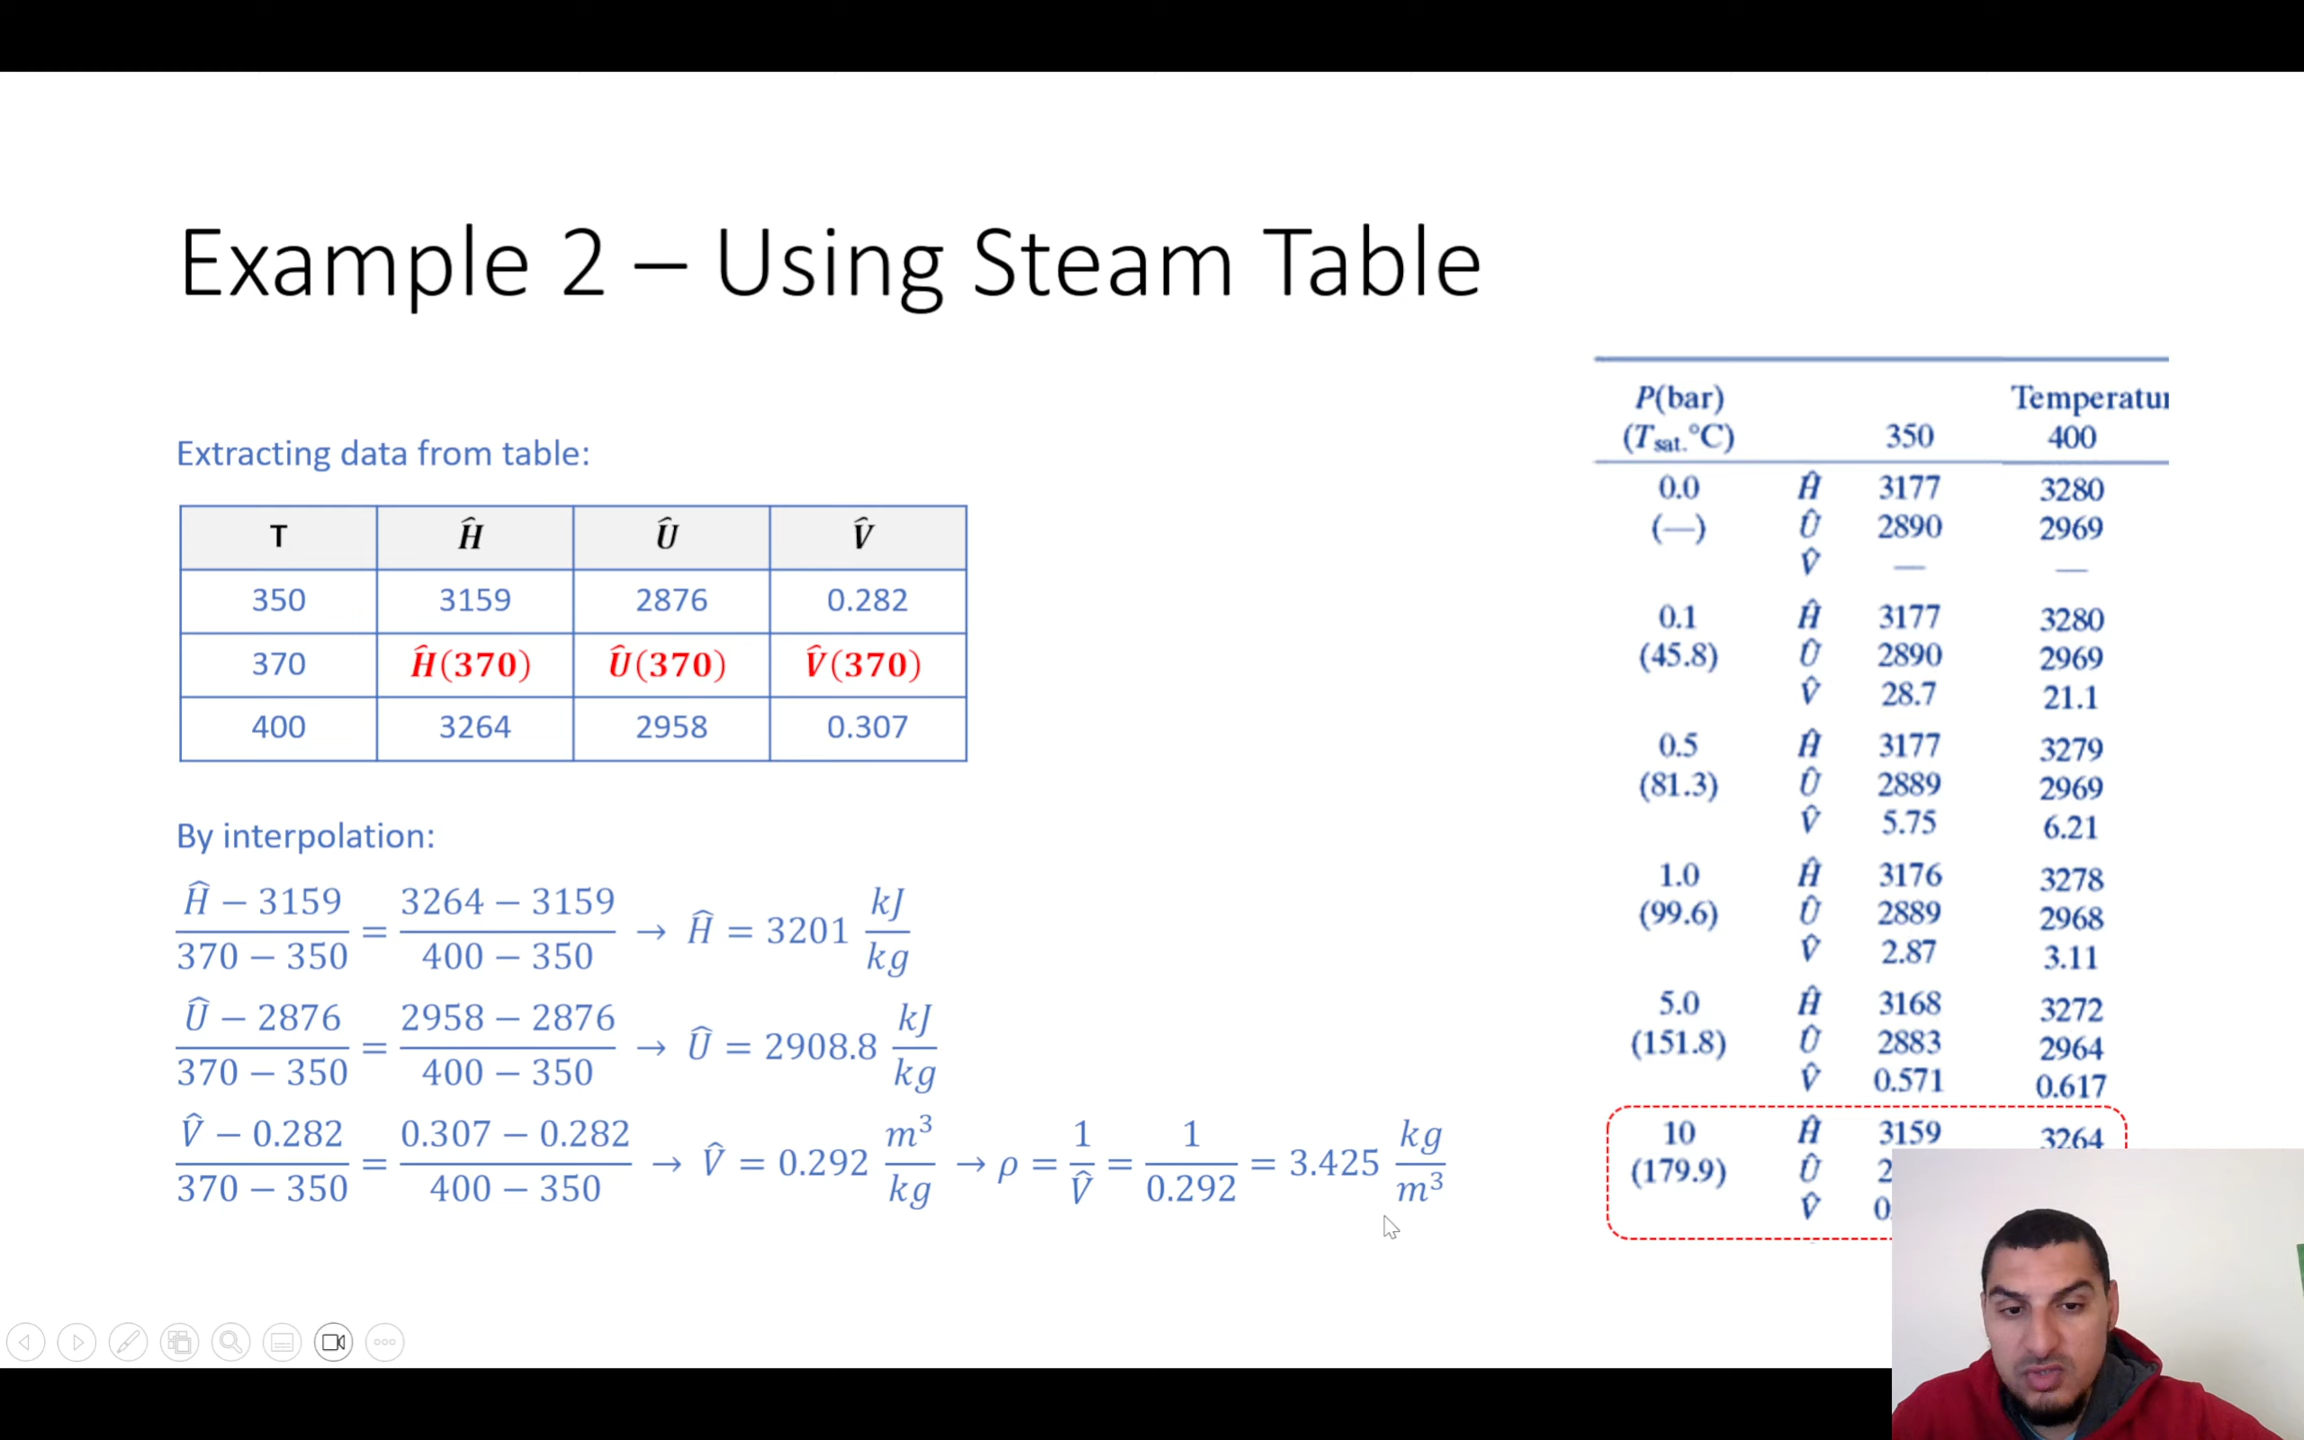 Example 2 – Using Steam Table
Extracting data from table:
T Ĥ Û V̂
350 3159 2876 0.282
370 Ĥ(370) Û(370) V̂(370)
400 3264 2958 0.307
By interpolation:
(Ĥ − 3159)/(370 − 350) = (3264 − 3159)/(400 − 350) → Ĥ = 3201 kJ/kg
(Û − 2876)/(370 − 350) = (2958 − 2876)/(400 − 350) → Û = 2908.8 kJ/kg
(V̂ − 0.282)/(370 − 350) = (0.307 − 0.282)/(400 − 350) → V̂ = 0.292 m³/kg → ρ = 1/V̂ = 1/0.292 = 3.425 kg/m³
P(bar) Temperatu
(Tsat.°C) 350 400
0.0 Ĥ 3177 3280
(—) Û 2890 2969
V̂ — —
0.1 Ĥ 3177 3280
(45.8) Û 2890 2969
V̂ 28.7 21.1
0.5 Ĥ 3177 3279
(81.3) Û 2889 2969
V̂ 5.75 6.21
1.0 Ĥ 3176 3278
(99.6) Û 2889 2968
V̂ 2.87 3.11
5.0 Ĥ 3168 3272
(151.8) Û 2883 2964
V̂ 0.571 0.617
10 Ĥ 3159 3264
(179.9) Û 2
V̂ 0.